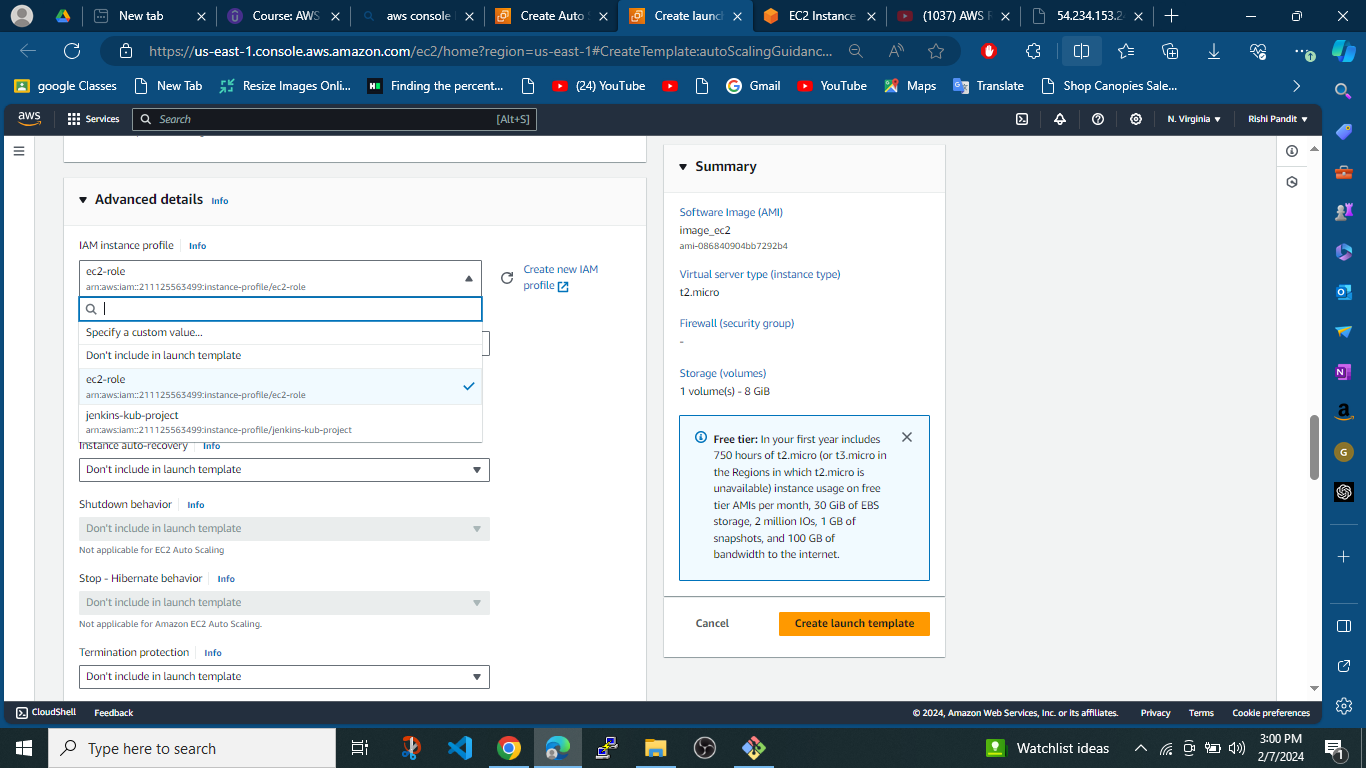 New tab
Course: AWS
aws console
Create Auto S
Create launc
EC2 Instance
(1037) AWS R
54.234.153.2
https://us-east-1.console.aws.amazon.com/ec2/home?region=us-east-1#CreateTemplate:autoScalingGuidanc...
google Classes
New Tab
Resize Images Onli...
Finding the percent...
(24) YouTube
Gmail
YouTube
Maps
Translate
Shop Canopies Sale...
aws
Services
Search
[Alt+S]
N. Virginia
Rishi Pandit
Advanced details Info
IAM instance profile Info
ec2-role
arn:aws:iam::211125563499:instance-profile/ec2-role
Create new IAM
profile
Specify a custom value...
Don't include in launch template
ec2-role
arn:aws:iam::211125563499:instance-profile/ec2-role
jenkins-kub-project
arn:aws:iam::211125563499:instance-profile/jenkins-kub-project
Instance auto-recovery Info
Don't include in launch template
Shutdown behavior Info
Don't include in launch template
Not applicable for EC2 Auto Scaling
Stop - Hibernate behavior Info
Don't include in launch template
Not applicable for Amazon EC2 Auto Scaling.
Termination protection Info
Don't include in launch template
Summary
Software Image (AMI)
image_ec2
ami-086840904bb7292b4
Virtual server type (instance type)
t2.micro
Firewall (security group)
-
Storage (volumes)
1 volume(s) - 8 GiB
Free tier: In your first year includes
750 hours of t2.micro (or t3.micro in
the Regions in which t2.micro is
unavailable) instance usage on free
tier AMIs per month, 30 GiB of EBS
storage, 2 million IOs, 1 GB of
snapshots, and 100 GB of
bandwidth to the internet.
Cancel
Create launch template
CloudShell
Feedback
© 2024, Amazon Web Services, Inc. or its affiliates.
Privacy
Terms
Cookie preferences
Type here to search
Watchlist ideas
3:00 PM
2/7/2024
1